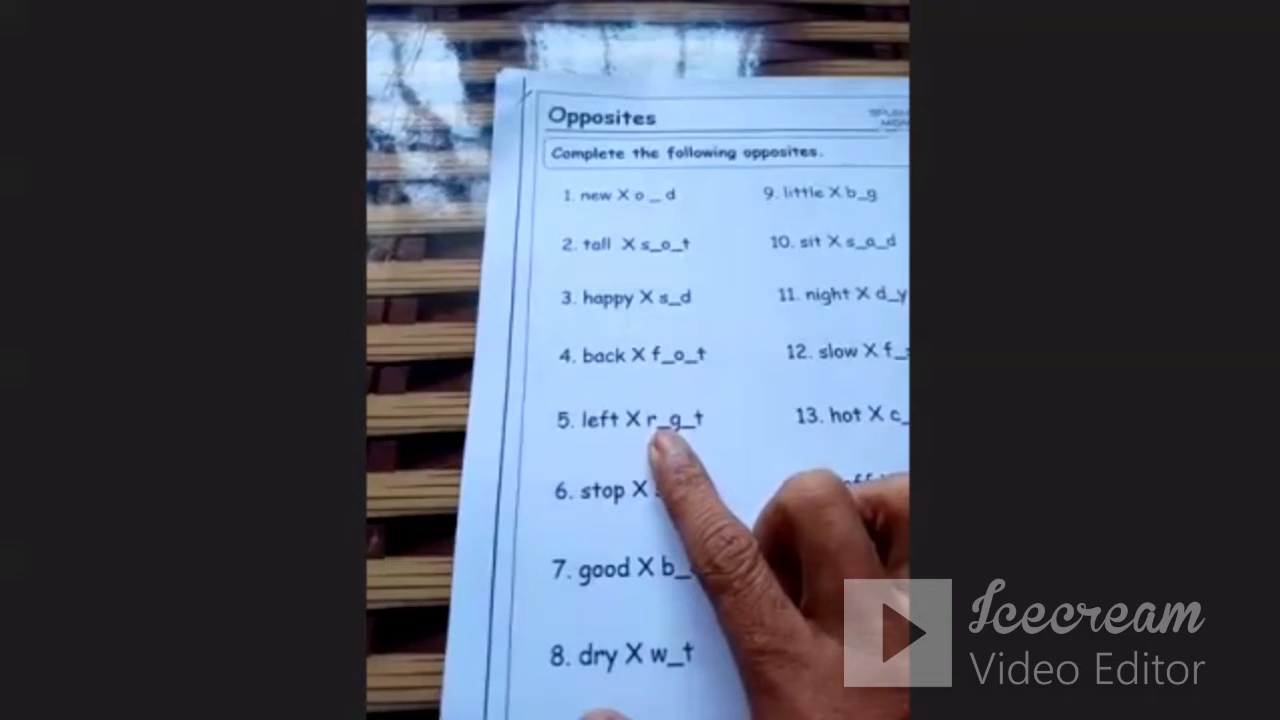 Opposites
Complete the following opposites.
1. new X o _ d
2. tall X s_o_t
3. happy X s_d
4. back X f_o_t
5. left X r_g_t
6. stop X
7. good X b_
8. dry X w_t
9. little X b_g
10. sit X s_a_d
11. night X d_y
12. slow X f_
13. hot X c_
Icecream
Video Editor